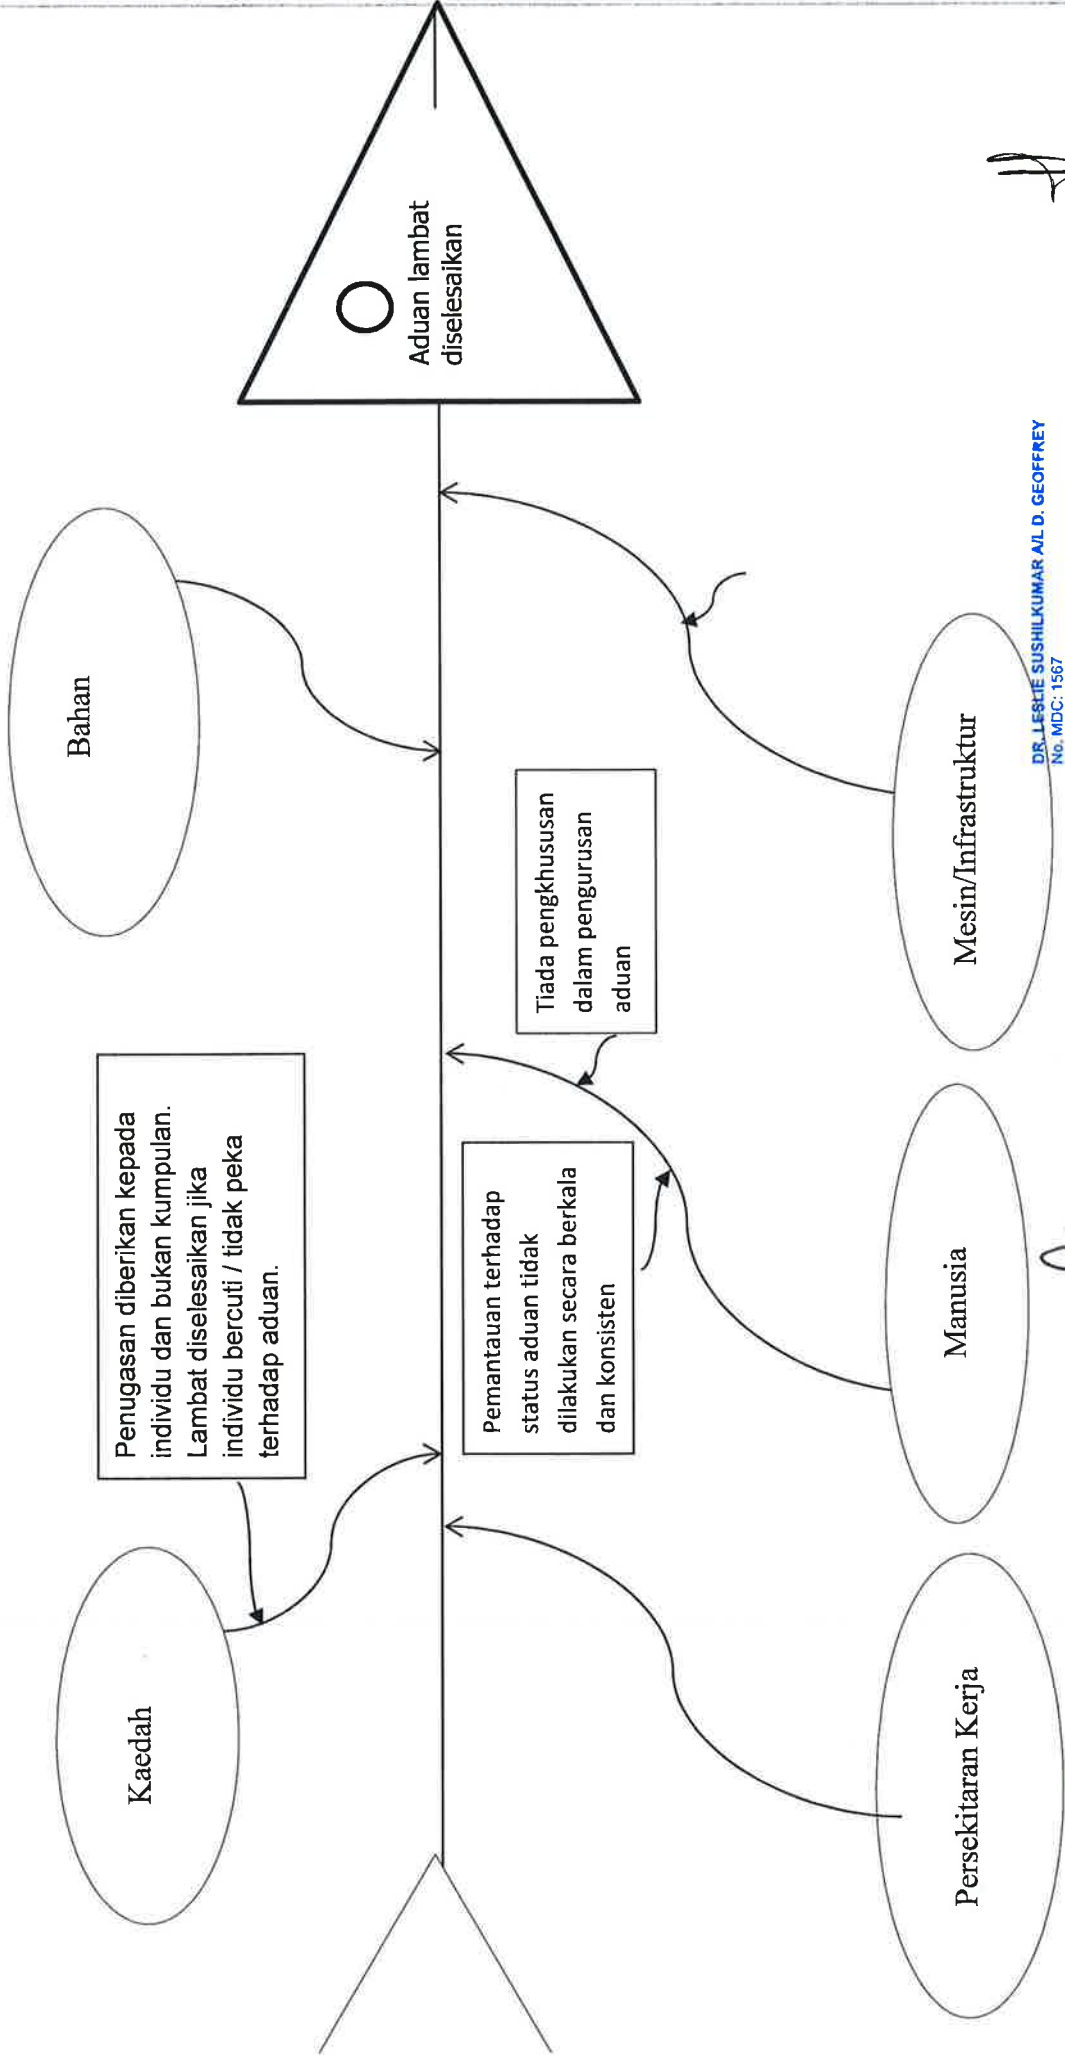 Kaedah
Penugasan diberikan kepada
individu dan bukan kumpulan.
Lambat diselesaikan jika
individu bercuti / tidak peka
terhadap aduan.
Bahan
Aduan lambat
diselesaikan
Pemantauan terhadap
status aduan tidak
dilakukan secara berkala
dan konsisten
Tiada pengkhususan
dalam pengurusan
aduan
Persekitaran Kerja
Manusia
Mesin/Infrastruktur
DR. LESLIE SUSHILKUMAR A/L D. GEOFFREY
No. MDC: 1567